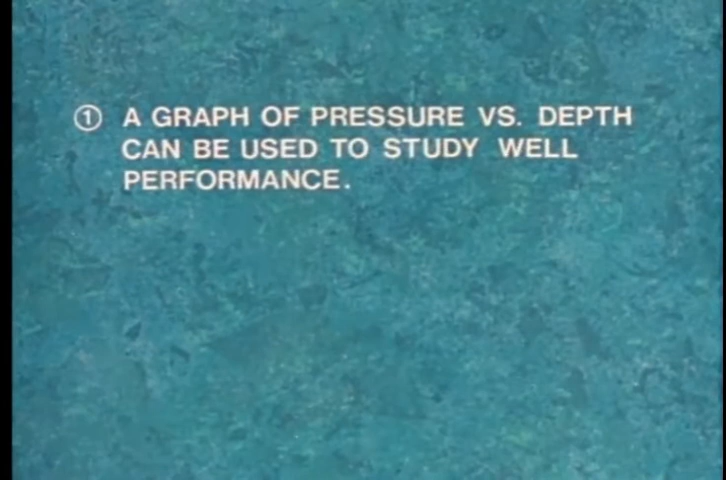 ① A GRAPH OF PRESSURE VS. DEPTH
CAN BE USED TO STUDY WELL
PERFORMANCE.